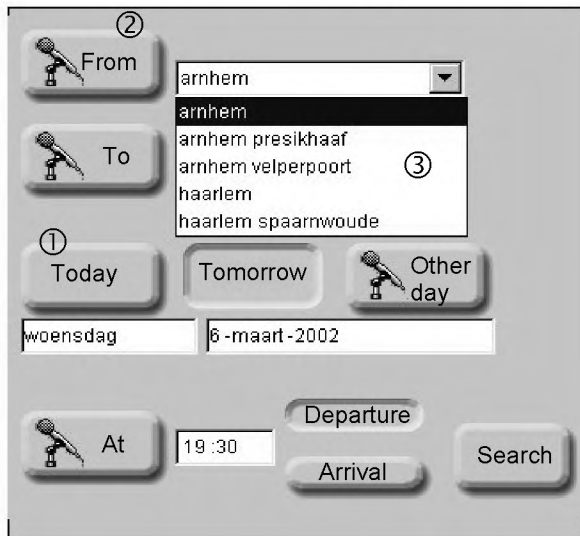 ②
From
arnhem
arnhem
arnhem presikhaaf
To
arnhem velperpoort
③
haarlem
haarlem spaarnwoude
①
Today
Tomorrow
Other
day
woensdag
6-maart-2002
Departure
At
19:30
Search
Arrival